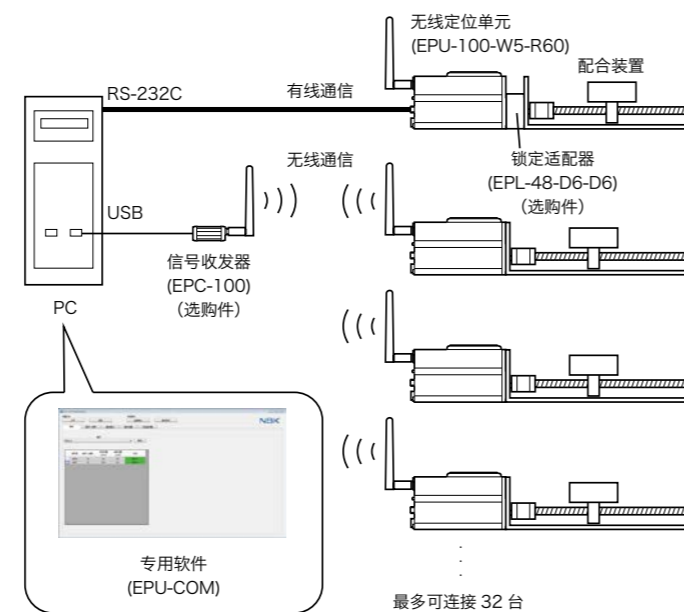 无线定位单元
(EPU-100-W5-R60)
配合装置
RS-232C
有线通信
无线通信
锁定适配器
(EPL-48-D6-D6)
（选购件）
USB
信号收发器
(EPC-100)
（选购件）
PC
NBK
专用软件
(EPU-COM)
最多可连接 32 台